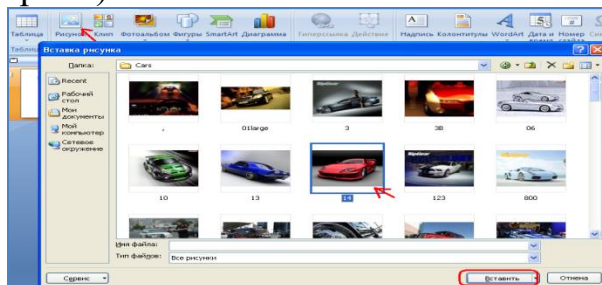 Таблица Рисунок Клип Фотоальбом Фигуры SmartArt Диаграмма Гиперссылка Действие Надпись Колонтитулы WordArt Дата и время Номер слайда
Вставка рисунка
Папка: Cars
Recent
Рабочий стол
Мои документы
Мой компьютер
Сетевое окружение
, 01large 3 3B 06
10 13 14 123 800
Имя файла:
Тип файлов: Все рисунки
Сервис Вставить Отмена